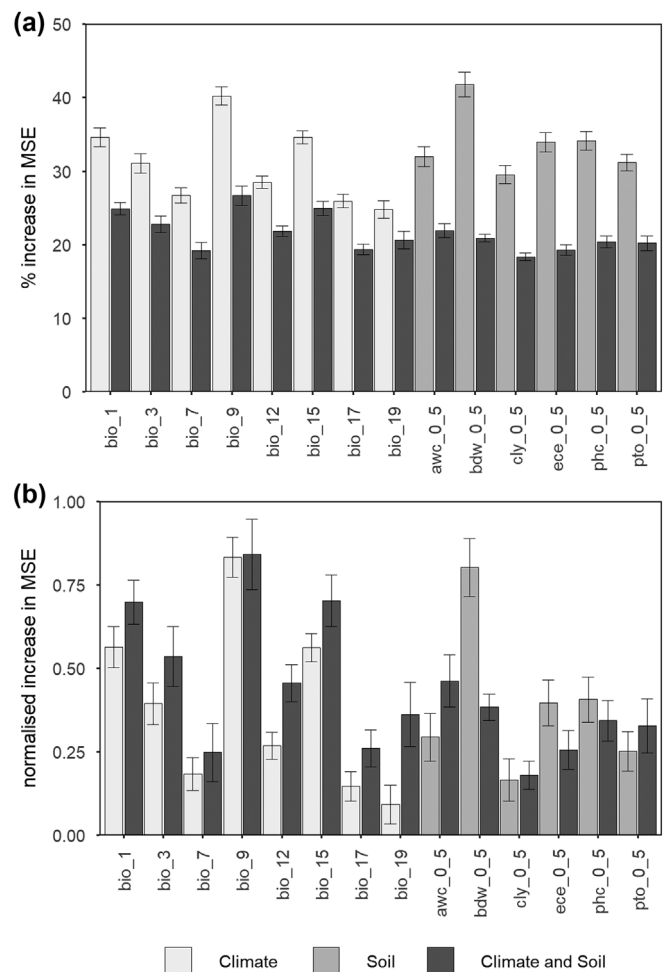 (a)
% increase in MSE
50
40
30
20
10
0
bio_1
bio_3
bio_7
bio_9
bio_12
bio_15
bio_17
bio_19
awc_0_5
bdw_0_5
cly_0_5
ece_0_5
phc_0_5
pto_0_5
(b)
normalised increase in MSE
1.00
0.75
0.50
0.25
0.00
bio_1
bio_3
bio_7
bio_9
bio_12
bio_15
bio_17
bio_19
awc_0_5
bdw_0_5
cly_0_5
ece_0_5
phc_0_5
pto_0_5
Climate
Soil
Climate and Soil